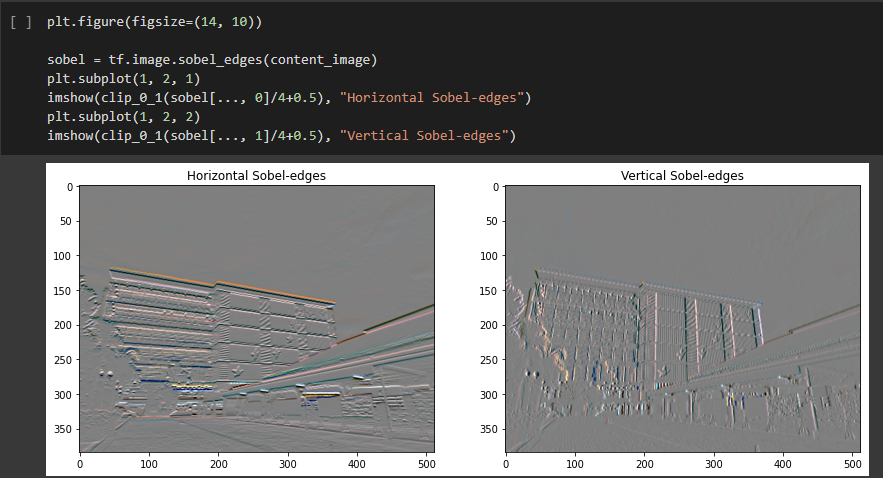 [ ] plt.figure(figsize=(14, 10))
sobel = tf.image.sobel_edges(content_image)
plt.subplot(1, 2, 1)
imshow(clip_0_1(sobel[..., 0]/4+0.5), "Horizontal Sobel-edges")
plt.subplot(1, 2, 2)
imshow(clip_0_1(sobel[..., 1]/4+0.5), "Vertical Sobel-edges")
Horizontal Sobel-edges
0
50
100
150
200
250
300
350
0 100 200 300 400 500
Vertical Sobel-edges
0
50
100
150
200
250
300
350
0 100 200 300 400 500